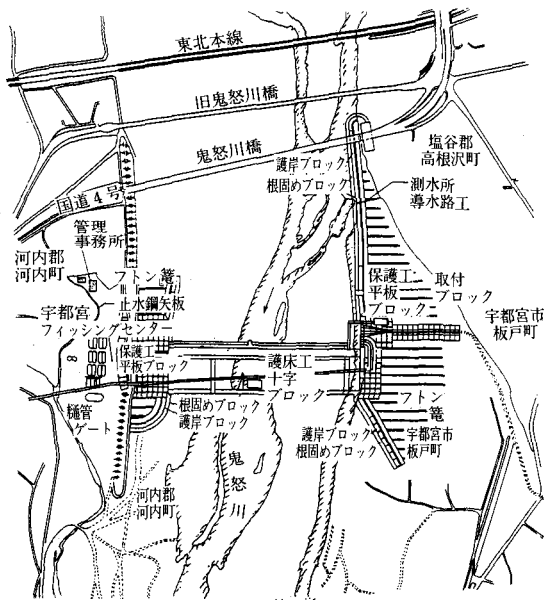 東北本線
旧鬼怒川橋
鬼怒川橋
国道4号
塩谷郡
高根沢町
護岸ブロック
根固めブロック
測水所
導水路工
管理
事務所
河内郡
河内町
フトン篭
止水鋼矢板
宇都宮
フィッシングセンター
保護工
平板
ブロック
取付
ブロック
宇都宮市
板戸町
保護工
平板ブロック
護床工
十字
ブロック
樋管
ゲート
根固めブロック
護岸ブロック
フトン
篭
護岸ブロック
根固めブロック
宇都宮市
板戸町
鬼怒川
河内郡
河内町